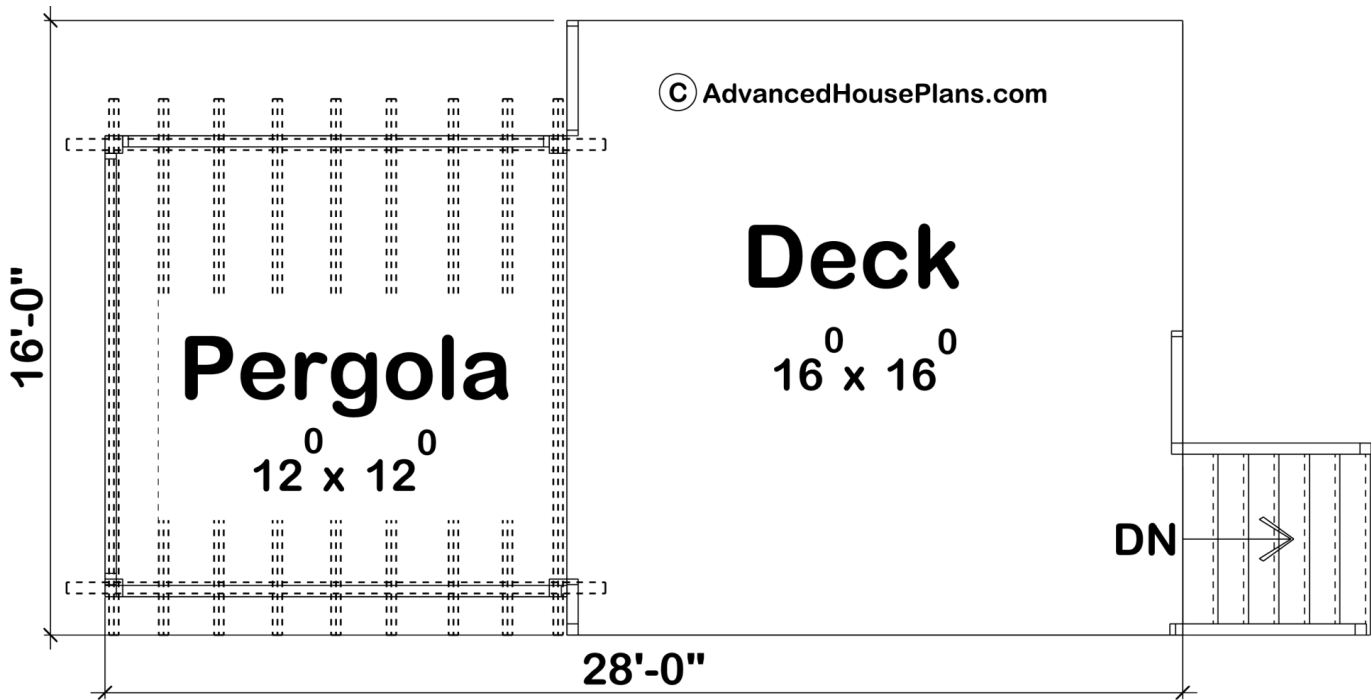 © AdvancedHousePlans.com
Deck
16⁰ x 16⁰
16'-0"
Pergola
12⁰ x 12⁰
DN
28'-0"